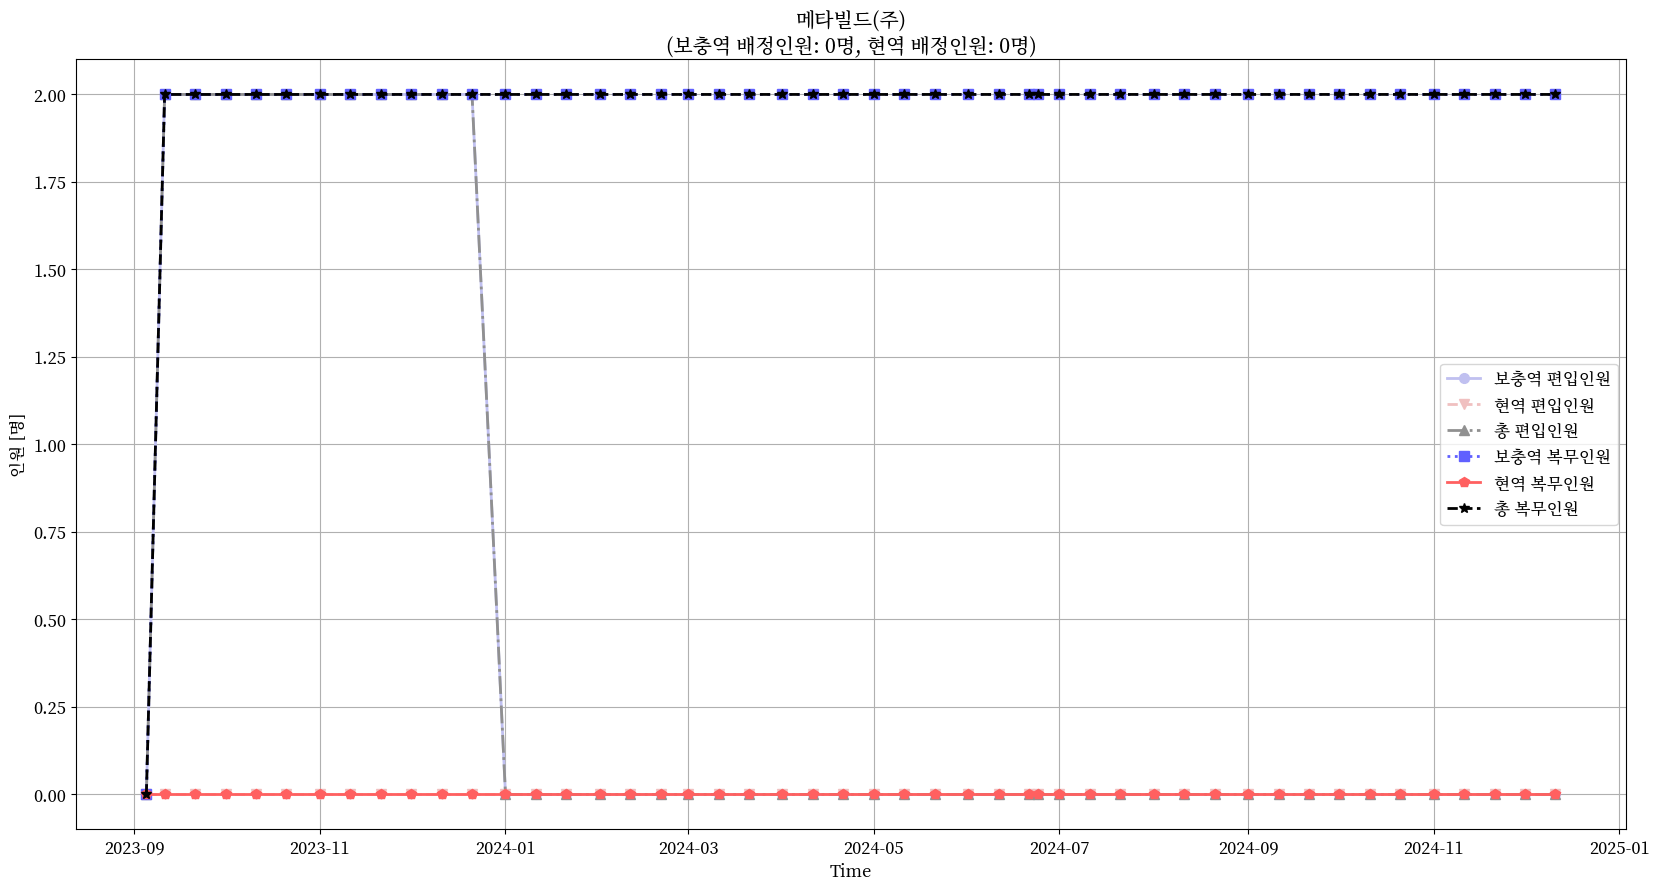 메타빌드(주)
(보충역 배정인원: 0명, 현역 배정인원: 0명)
인원 [명]
2.00
1.75
1.50
1.25
1.00
0.75
0.50
0.25
0.00
보충역 편입인원
현역 편입인원
총 편입인원
보충역 복무인원
현역 복무인원
총 복무인원
2023-09
2023-11
2024-01
2024-03
2024-05
2024-07
2024-09
2024-11
2025-01
Time